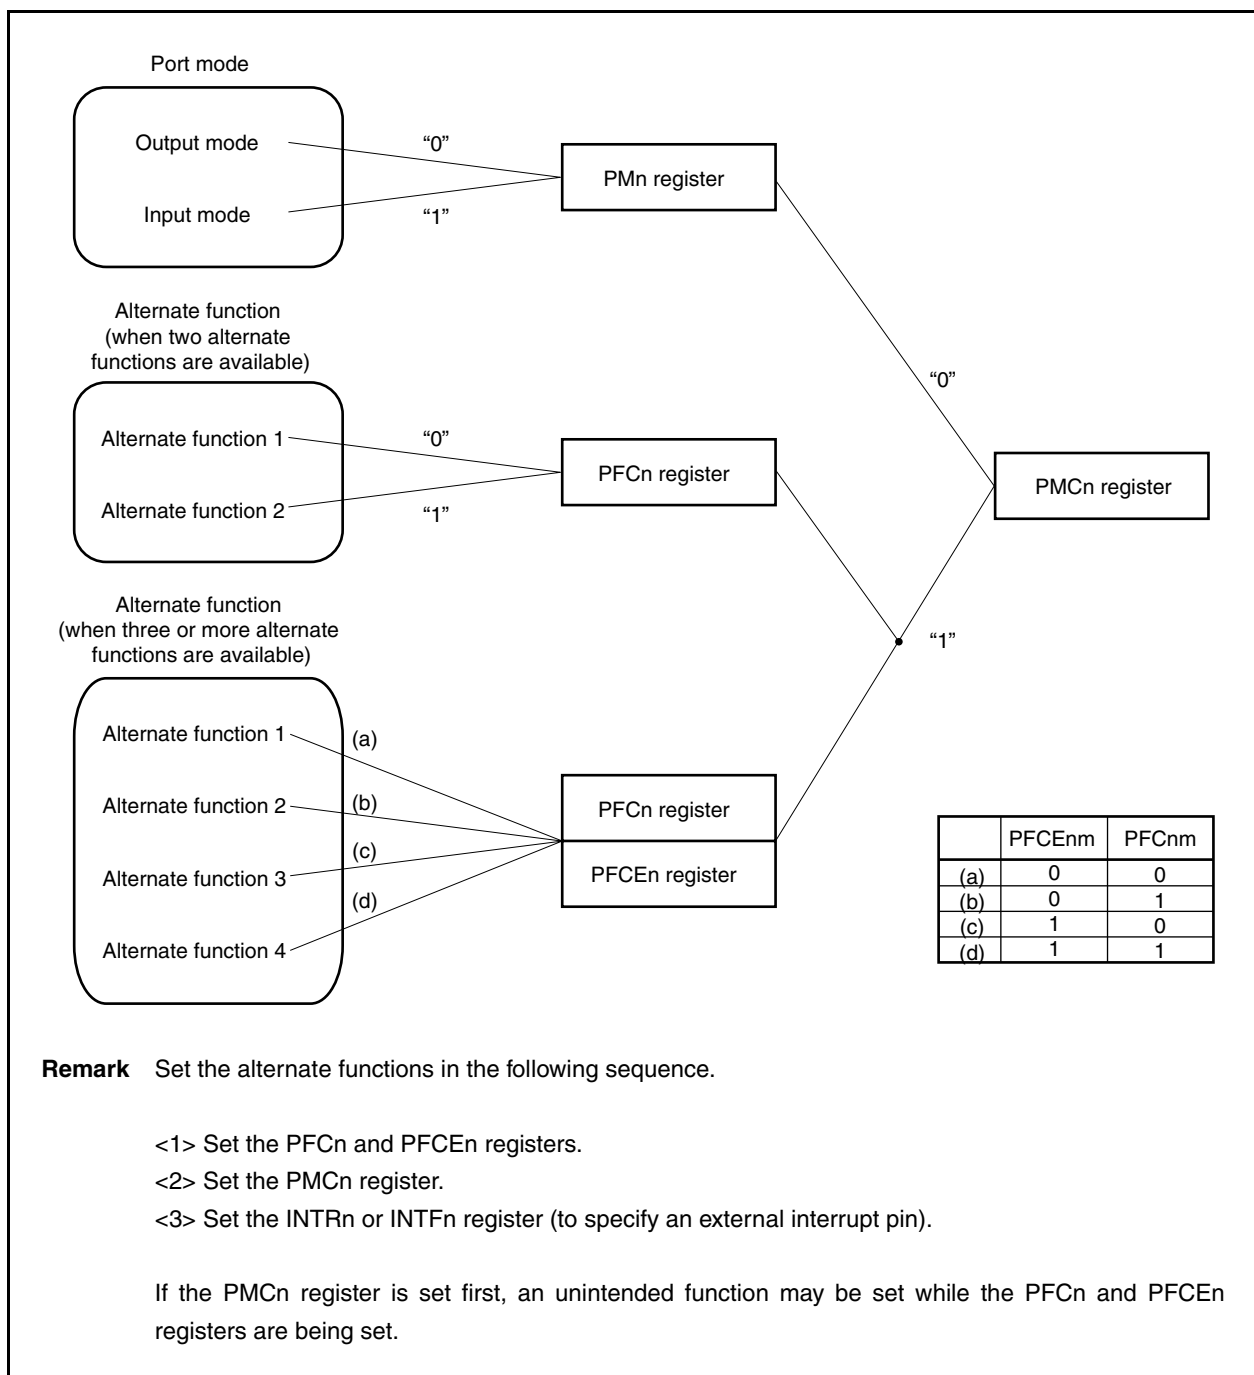 Port mode
Output mode
“0”
Input mode
“1”
PMn register
Alternate function
(when two alternate
functions are available)
Alternate function 1
“0”
Alternate function 2
“1”
PFCn register
“0”
PMCn register
“1”
Alternate function
(when three or more alternate
functions are available)
Alternate function 1
(a)
Alternate function 2
(b)
Alternate function 3
(c)
Alternate function 4
(d)
PFCn register
PFCEn register
PFCEnm PFCnm
(a) 0 0
(b) 0 1
(c) 1 0
(d) 1 1
Remark Set the alternate functions in the following sequence.
<1> Set the PFCn and PFCEn registers.
<2> Set the PMCn register.
<3> Set the INTRn or INTFn register (to specify an external interrupt pin).
If the PMCn register is set first, an unintended function may be set while the PFCn and PFCEn
registers are being set.